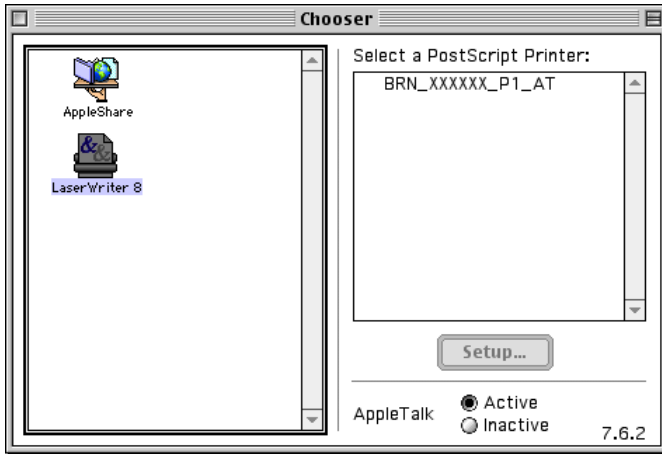 Chooser
AppleShare
LaserWriter 8
Select a PostScript Printer:
BRN_XXXXXX_P1_AT
Setup...
AppleTalk
Active
Inactive
7.6.2